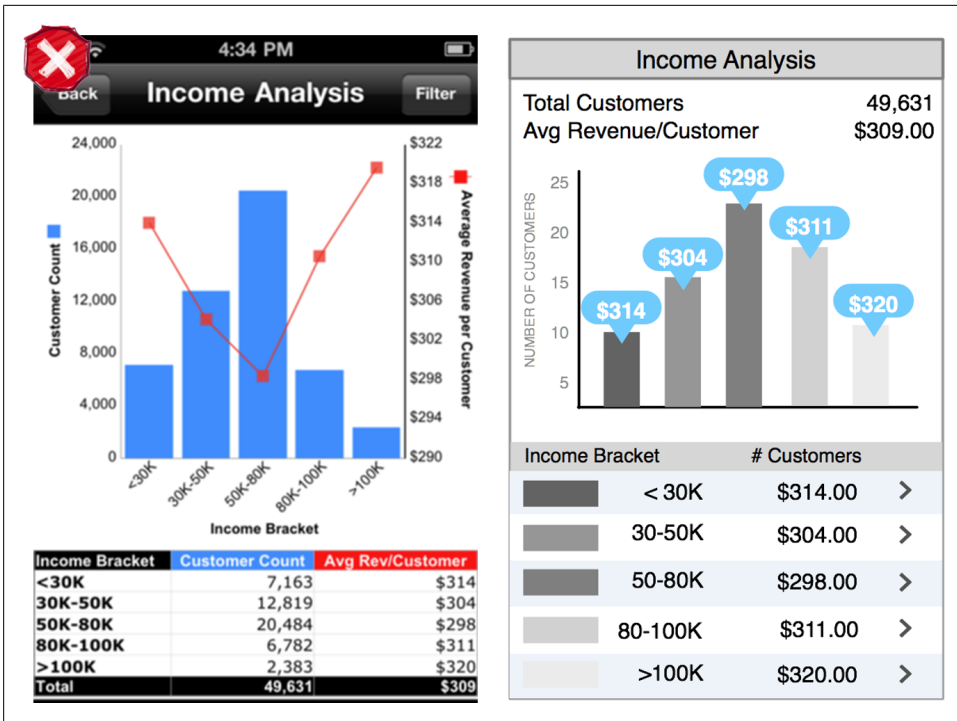 4:34 PM
Back
Income Analysis
Filter
24,000
20,000
16,000
12,000
8,000
4,000
0
Customer Count
$322
$318
$314
$310
$306
$302
$298
$294
$290
Average Revenue per Customer
<30K
30K-50K
50K-80K
80K-100K
>100K
Income Bracket
Income Bracket Customer Count Avg Rev/Customer
<30K 7,163 $314
30K-50K 12,819 $304
50K-80K 20,484 $298
80K-100K 6,782 $311
>100K 2,383 $320
Total 49,631 $309
Income Analysis
Total Customers 49,631
Avg Revenue/Customer $309.00
NUMBER OF CUSTOMERS
25
20
15
10
5
$314
$304
$298
$311
$320
Income Bracket # Customers
< 30K $314.00 >
30-50K $304.00 >
50-80K $298.00 >
80-100K $311.00 >
>100K $320.00 >